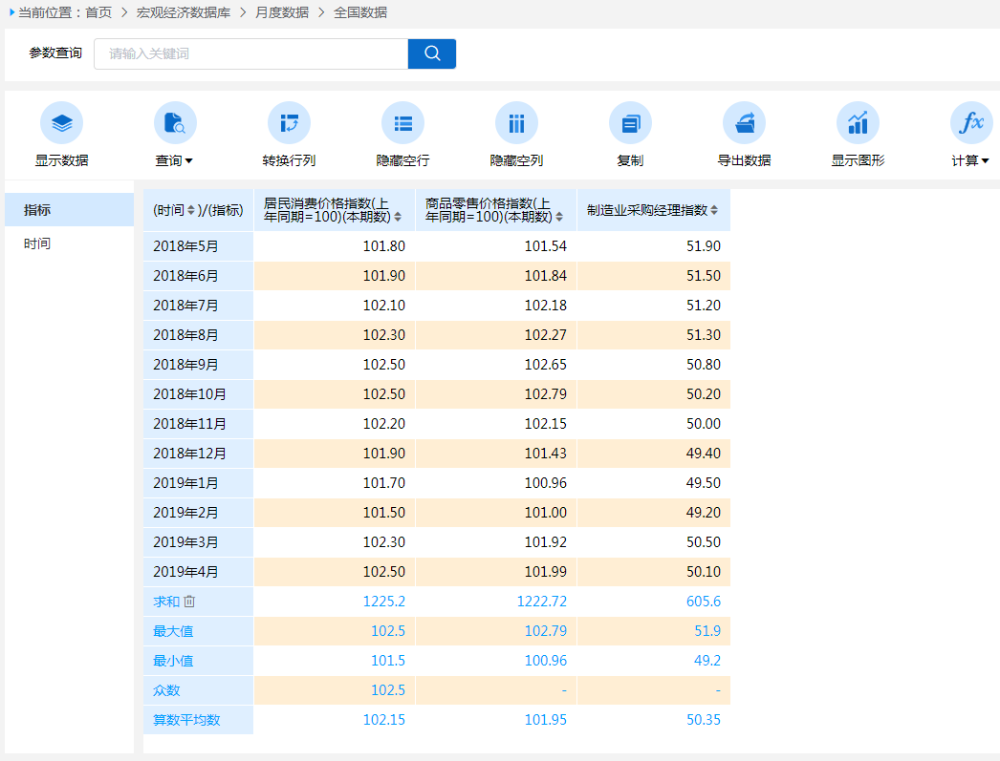 当前位置：首页 > 宏观经济数据库 > 月度数据 > 全国数据
参数查询 请输入关键词
显示数据 查询 转换行列 隐藏空行 隐藏空列 复制 导出数据 显示图形 计算
指标
时间
(时间)/(指标) 居民消费价格指数(上年同期=100)(本期数) 商品零售价格指数(上年同期=100)(本期数) 制造业采购经理指数
2018年5月 101.80 101.54 51.90
2018年6月 101.90 101.84 51.50
2018年7月 102.10 102.18 51.20
2018年8月 102.30 102.27 51.30
2018年9月 102.50 102.65 50.80
2018年10月 102.50 102.79 50.20
2018年11月 102.20 102.15 50.00
2018年12月 101.90 101.43 49.40
2019年1月 101.70 100.96 49.50
2019年2月 101.50 101.00 49.20
2019年3月 102.30 101.92 50.50
2019年4月 102.50 101.99 50.10
求和 1225.2 1222.72 605.6
最大值 102.5 102.79 51.9
最小值 101.5 100.96 49.2
众数 102.5 - -
算数平均数 102.15 101.95 50.35